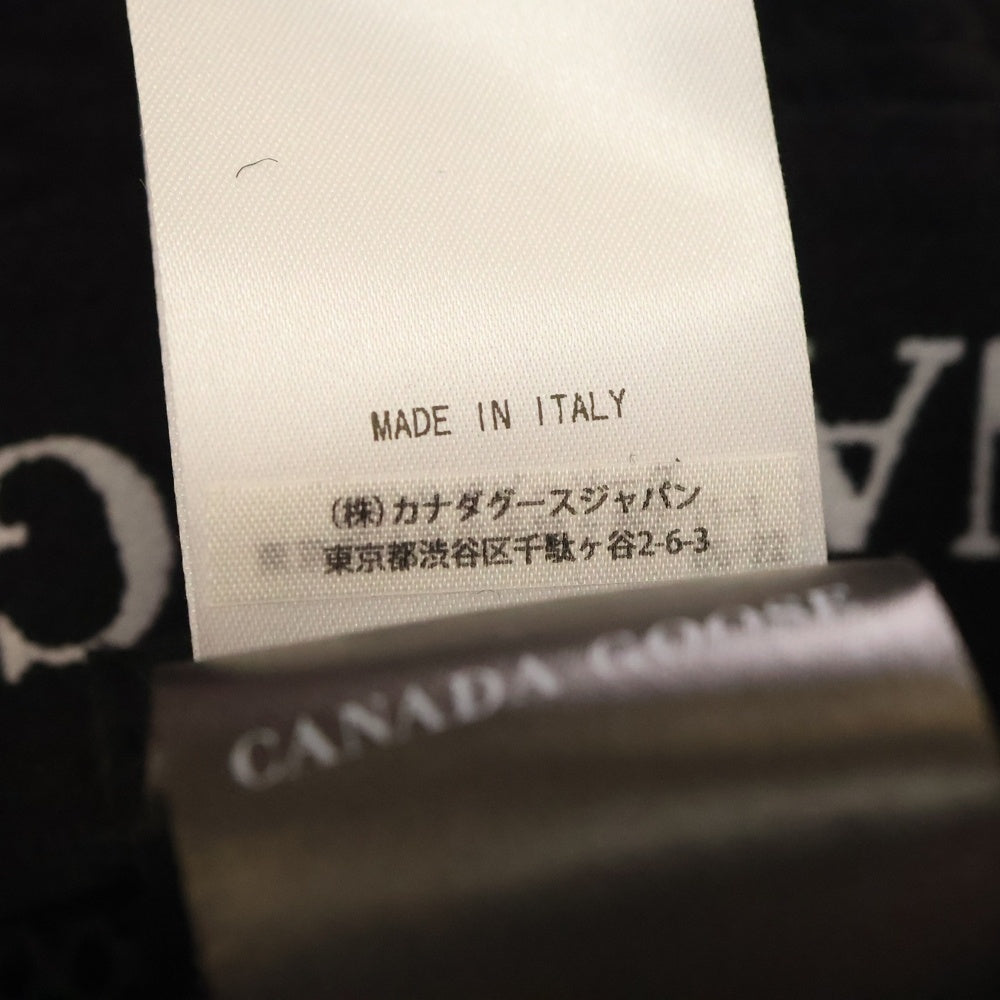 MADE IN ITALY
(株)カナダグースジャパン
東京都渋谷区千駄ヶ谷2-6-3
CANADA GOOSE